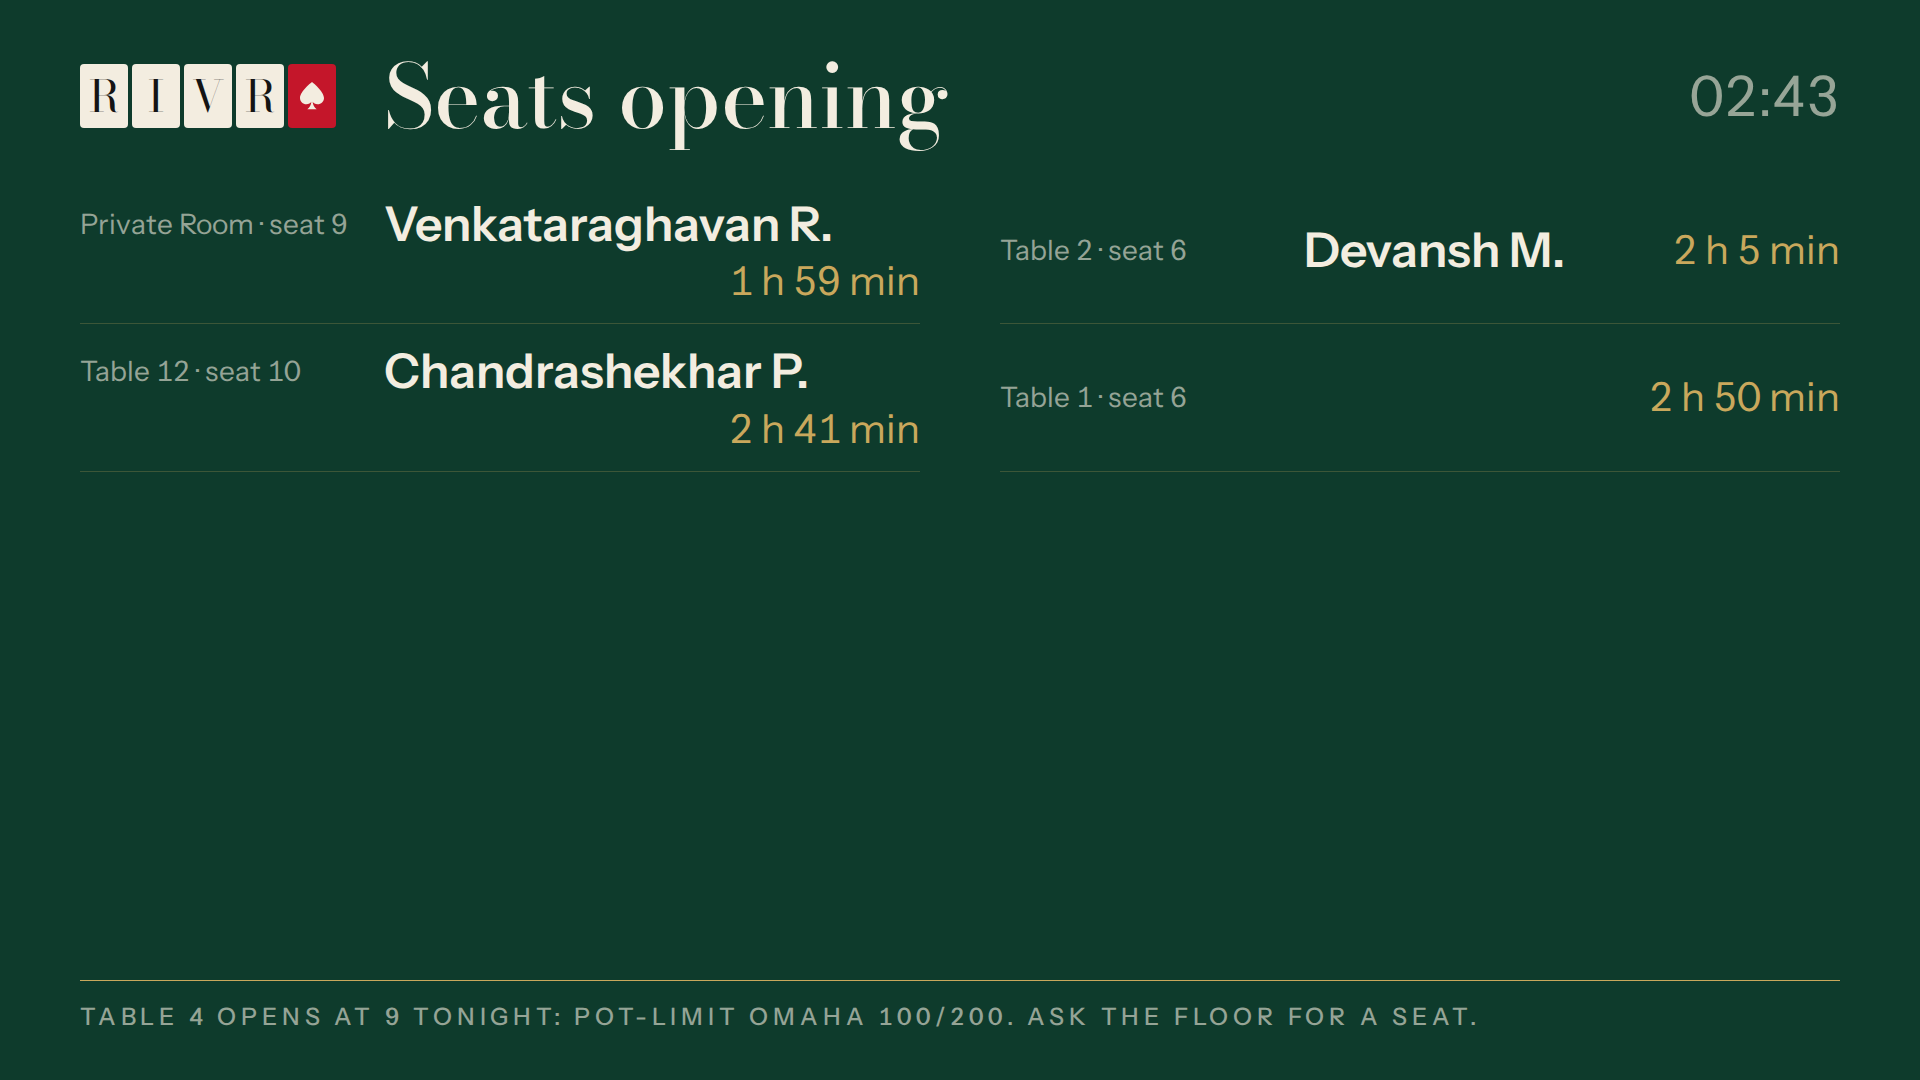 RIVR
Seats opening
02:43
Private Room · seat 9
Venkataraghavan R.
1 h 59 min
Table 2 · seat 6
Devansh M.
2 h 5 min
Table 12 · seat 10
Chandrashekhar P.
2 h 41 min
Table 1 · seat 6
2 h 50 min
TABLE 4 OPENS AT 9 TONIGHT: POT-LIMIT OMAHA 100/200. ASK THE FLOOR FOR A SEAT.